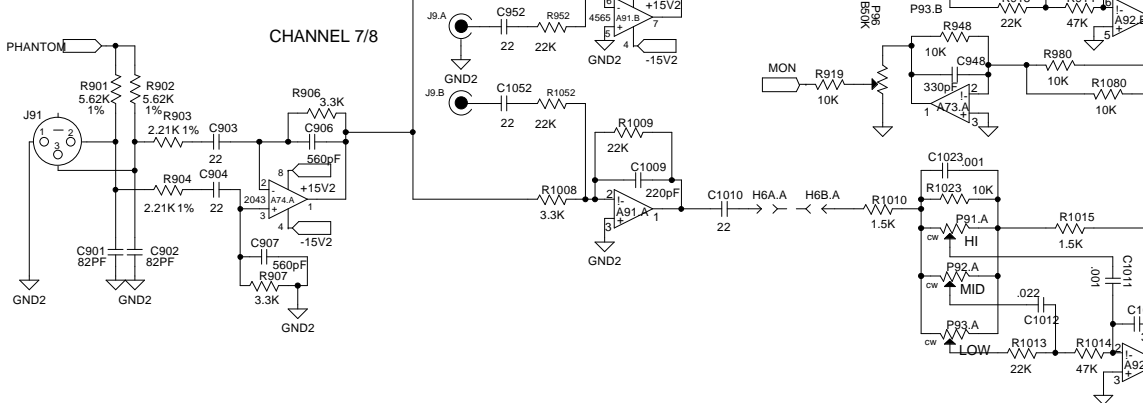 PHANTOM
CHANNEL 7/8
R901
5.62K
1%
R902
5.62K
1%
R903
2.21K 1%
J91
1
2
3
C903
22
R904
2.21K 1%
C904
22
C901
82PF
C902
82PF
GND2
GND2
R906
3.3K
C906
560pF
8
+15V2
2
-
2043
A74.A
3
+
1
4
-15V2
C907
560pF
R907
3.3K
GND2
J9.A
GND2
C952
22
R952
22K
6
4565
5
A91.B
+15V2
7
4
-15V2
GND2
J9.B
C1052
22
R1052
22K
R1009
22K
C1009
220pF
R1008
3.3K
2
!-
A91.A
3
+
1
GND2
C1010
22
H6A.A
H6B.A
R1010
1.5K
P96
B50K
MON
R919
10K
P93.B
22K
47K
6
!-
A92.B
5
+
R948
10K
C948
330pF
2
!-
A73.A
1
3
+
R980
10K
R1080
10K
C1023
.001
R1023
10K
P91.A
cw
HI
P92.A
cw
MID
P93.A
cw
LOW
R1015
1.5K
C1011
.001
.022
C1012
R1013
22K
R1014
47K
2
!-
A92
3
+